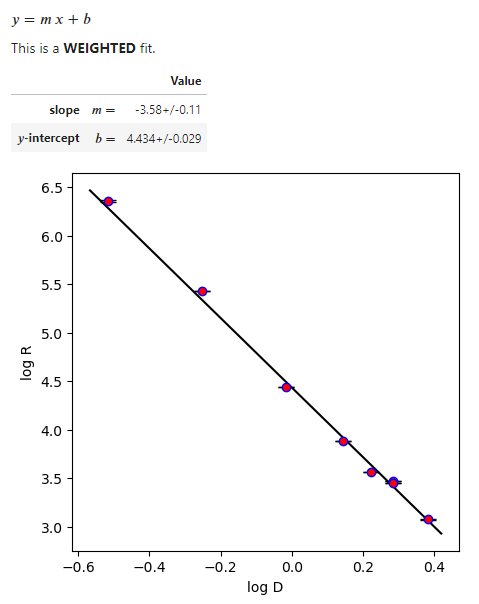 y = m x + b
This is a WEIGHTED fit.
Value
slope m = -3.58+/-0.11
y-intercept b = 4.434+/-0.029
6.5
6.0
5.5
5.0
4.5
4.0
3.5
3.0
log R
−0.6 −0.4 −0.2 0.0 0.2 0.4
log D